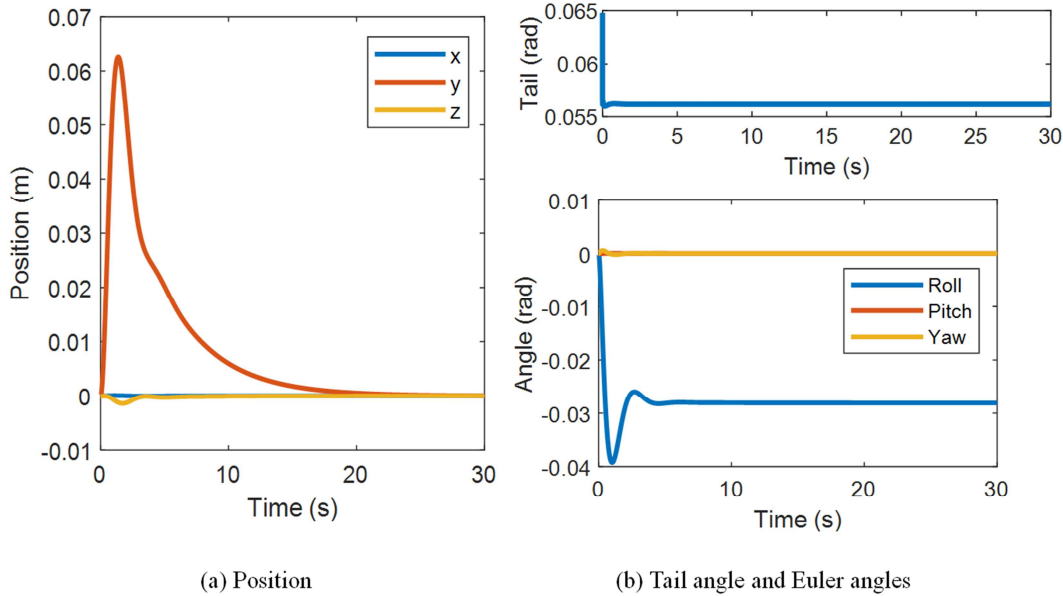 0.07
0.06
0.05
0.04
0.03
0.02
0.01
0
-0.01
Position (m)
x
y
z
0
10
20
30
Time (s)
(a) Position
0.065
0.06
0.055
Tail (rad)
0
5
10
15
20
25
30
Time (s)
0.01
0
-0.01
-0.02
-0.03
-0.04
Angle (rad)
Roll
Pitch
Yaw
0
10
20
30
Time (s)
(b) Tail angle and Euler angles